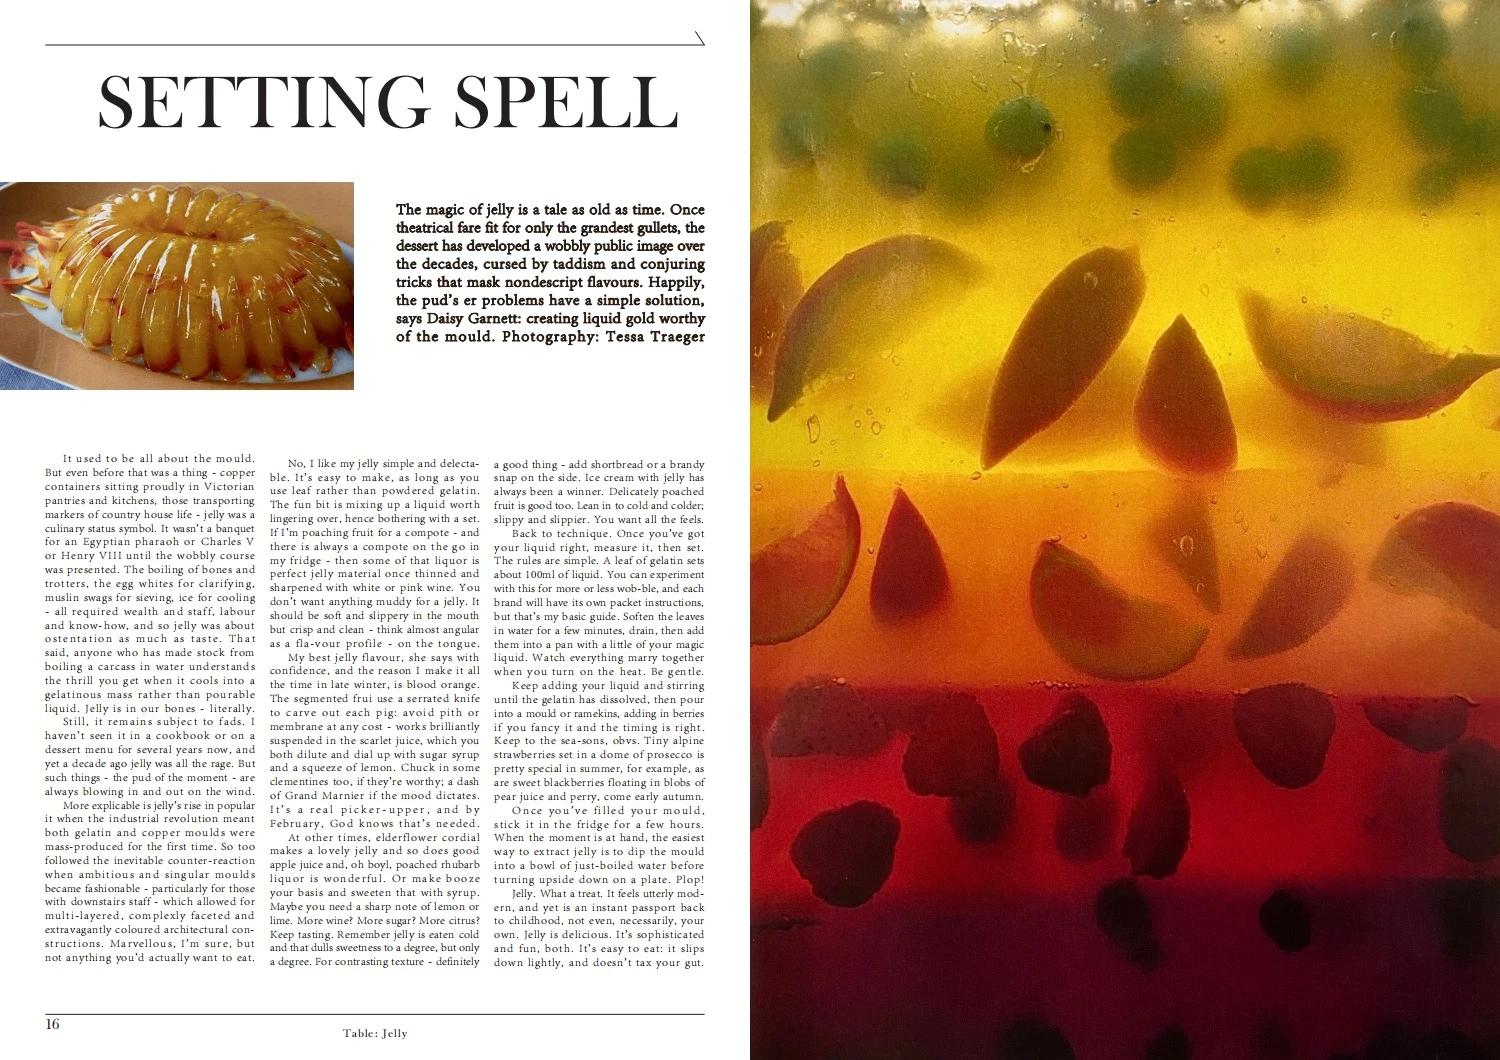 SETTING SPELL
The magic of jelly is a tale as old as time. Once
theatrical fare fit for only the grandest gullets, the
dessert has developed a wobbly public image over
the decades, cursed by taddism and conjuring
tricks that mask nondescript flavours. Happily,
the pud's er problems have a simple solution,
says Daisy Garnett: creating liquid gold worthy
of the mould. Photography: Tessa Traeger
It used to be all about the mould.
But even before that was a thing - copper
containers sitting proudly in Victorian
pantries and kitchens, those transporting
markers of country house life - jelly was a
culinary status symbol. It wasn't a banquet
for an Egyptian pharaoh or Charles V
or Henry VIII until the wobbly course
was presented. The boiling of bones and
trotters, the egg whites for clarifying,
muslin swags for sieving, ice for cooling
- all required wealth and staff, labour
and know-how, and so jelly was about
ostentation as much as taste. That
said, anyone who has made stock from
boiling a carcass in water understands
the thrill you get when it cools into a
gelatinous mass rather than pourable
liquid. Jelly is in our bones - literally.
Still, it remains subject to fads. I
haven't seen it in a cookbook or on a
dessert menu for several years now, and
yet a decade ago jelly was all the rage. But
such things - the pud of the moment - are
always blowing in and out on the wind.
More explicable is jelly's rise in popular
it when the industrial revolution meant
both gelatin and copper moulds were
mass-produced for the first time. So too
followed the inevitable counter-reaction
when ambitious and singular moulds
became fashionable - particularly for those
with downstairs staff - which allowed for
multi-layered, complexly faceted and
extravagantly coloured architectural con-
structions. Marvellous, I'm sure, but
not anything you'd actually want to eat.
No, I like my jelly simple and delecta-
ble. It's easy to make, as long as you
use leaf rather than powdered gelatin.
The fun bit is mixing up a liquid worth
lingering over, hence bothering with a set.
If I'm poaching fruit for a compote - and
there is always a compote on the go in
my fridge - then some of that liquor is
perfect jelly material once thinned and
sharpened with white or pink wine. You
don't want anything muddy for a jelly. It
should be soft and slippery in the mouth
but crisp and clean - think almost angular
as a fla-vour profile - on the tongue.
My best jelly flavour, she says with
confidence, and the reason I make it all
the time in late winter, is blood orange.
The segmented frui use a serrated knife
to carve out each pig: avoid pith or
membrane at any cost - works brilliantly
suspended in the scarlet juice, which you
both dilute and dial up with sugar syrup
and a squeeze of lemon. Chuck in some
clementines too, if they're worthy; a dash
of Grand Marnier if the mood dictates.
It's a real picker-upper, and by
February, God knows that's needed.
At other times, elderflower cordial
makes a lovely jelly and so does good
apple juice and, oh boyl, poached rhubarb
liquor is wonderful. Or make booze
your basis and sweeten that with syrup.
Maybe you need a sharp note of lemon or
lime. More wine? More sugar? More citrus?
Keep tasting. Remember jelly is eaten cold
and that dulls sweetness to a degree, but only
a degree. For contrasting texture - definitely
a good thing - add shortbread or a brandy
snap on the side. Ice cream with jelly has
always been a winner. Delicately poached
fruit is good too. Lean in to cold and colder;
slippy and slippier. You want all the feels.
Back to technique. Once you've got
your liquid right, measure it, then set.
The rules are simple. A leaf of gelatin sets
about 100ml of liquid. You can experiment
with this for more or less wob-ble, and each
brand will have its own packet instructions,
but that's my basic guide. Soften the leaves
in water for a few minutes, drain, then add
them into a pan with a little of your magic
liquid. Watch everything marry together
when you turn on the heat. Be gentle.
Keep adding your liquid and stirring
until the gelatin has dissolved, then pour
into a mould or ramekins, adding in berries
if you fancy it and the timing is right.
Keep to the sea-sons, obvs. Tiny alpine
strawberries set in a dome of prosecco is
pretty special in summer, for example, as
are sweet blackberries floating in blobs of
pear juice and perry, come early autumn.
Once you've filled your mould,
stick it in the fridge for a few hours.
When the moment is at hand, the easiest
way to extract jelly is to dip the mould
into a bowl of just-boiled water before
turning upside down on a plate. Plop!
Jelly. What a treat. It feels utterly mod-
ern, and yet is an instant passport back
to childhood, not even, necessarily, your
own. Jelly is delicious. It's sophisticated
and fun, both. It's easy to eat: it slips
down lightly, and doesn't tax your gut.
16
Table: Jelly